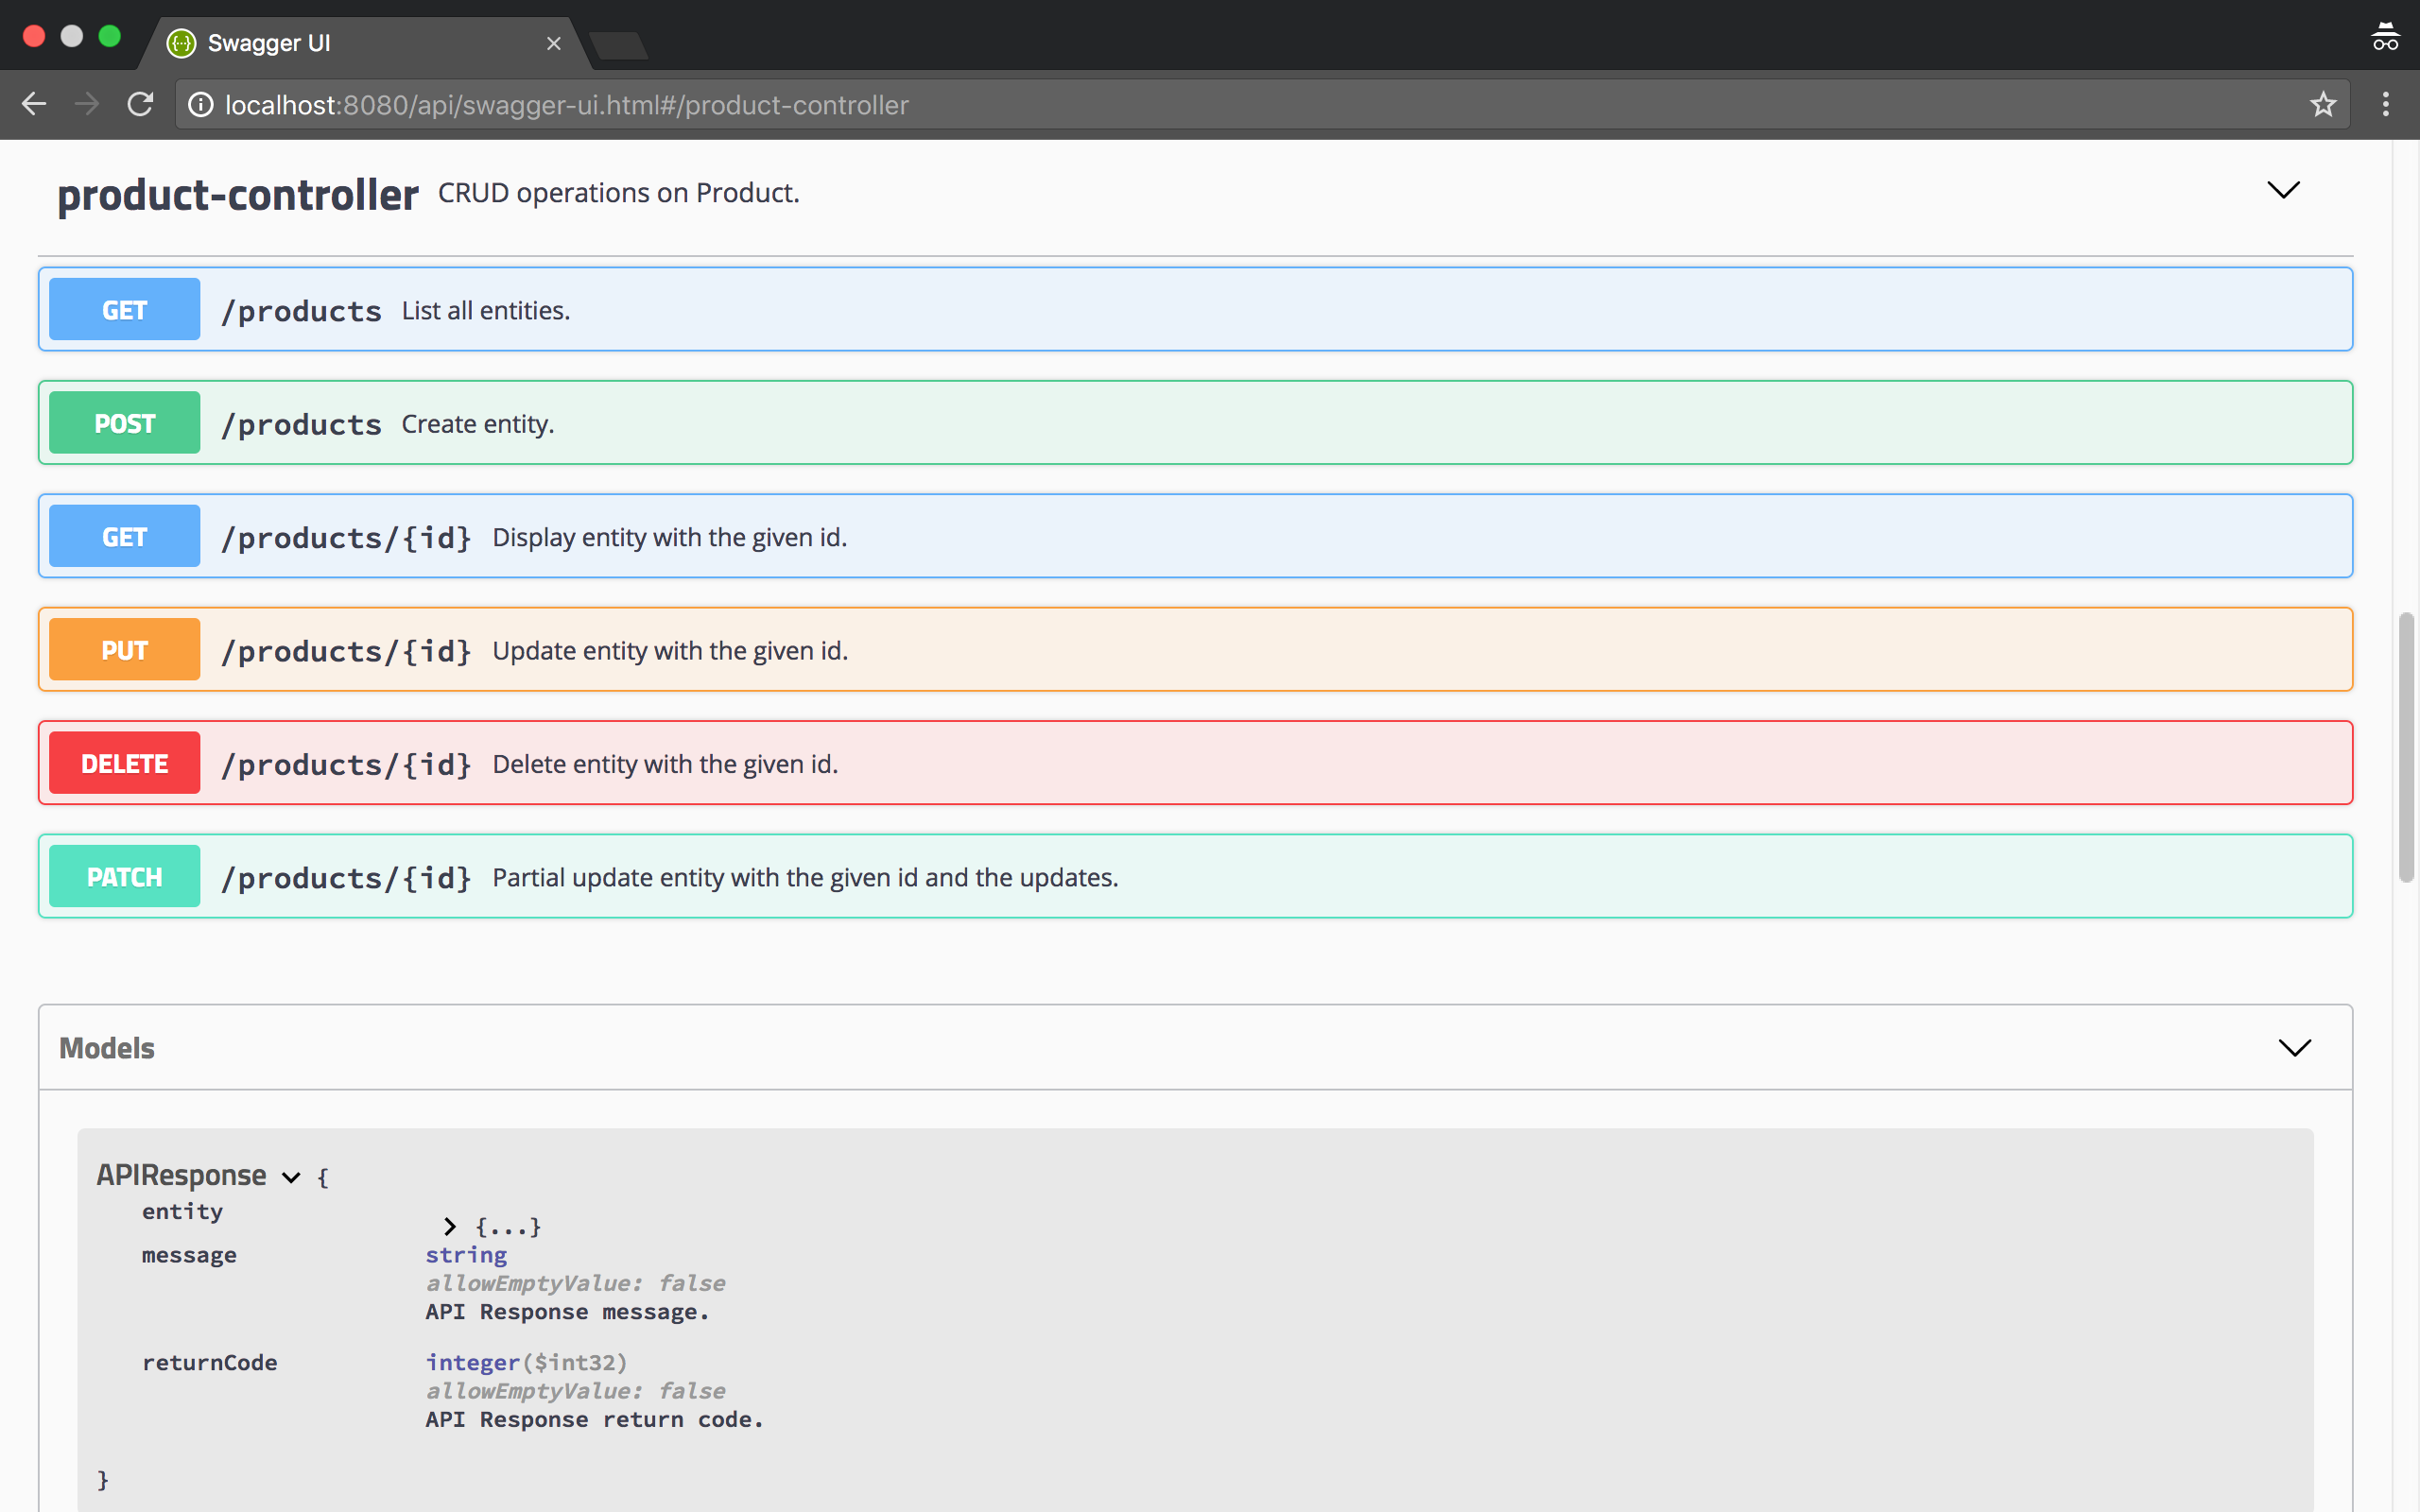 Swagger UI
localhost:8080/api/swagger-ui.html#/product-controller
product-controller CRUD operations on Product.
GET /products List all entities.
POST /products Create entity.
GET /products/{id} Display entity with the given id.
PUT /products/{id} Update entity with the given id.
DELETE /products/{id} Delete entity with the given id.
PATCH /products/{id} Partial update entity with the given id and the updates.
Models
APIResponse {
entity {...}
message string
allowEmptyValue: false
API Response message.
returnCode integer($int32)
allowEmptyValue: false
API Response return code.
}